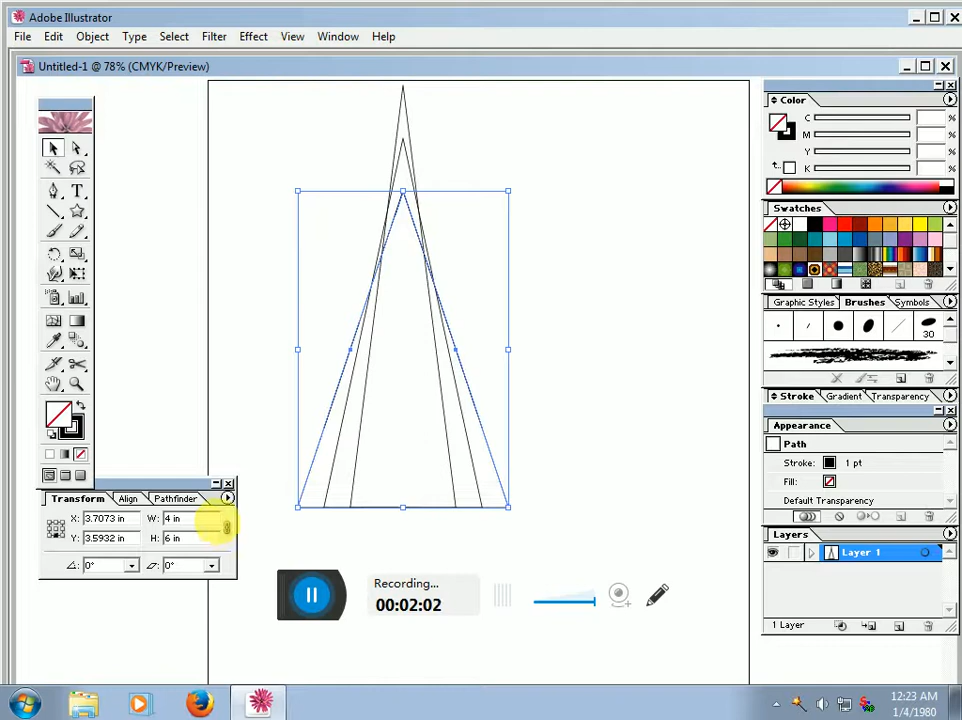 Adobe Illustrator
File Edit Object Type Select Filter Effect View Window Help
Untitled-1 @ 78% (CMYK/Preview)
Color
C %
M %
Y %
K %
Swatches
Graphic Styles Brushes Symbols
30
Stroke Gradient Transparency
Appearance
Path
Stroke: 1 pt
Fill:
Default Transparency
Layers
Layer 1
1 Layer
T
Transform Align Pathfinder
X: 3.7073 in W: 4 in
Y: 3.5932 in H: 6 in
0° 0°
Recording...
00:02:02
12:23 AM
1/4/1980